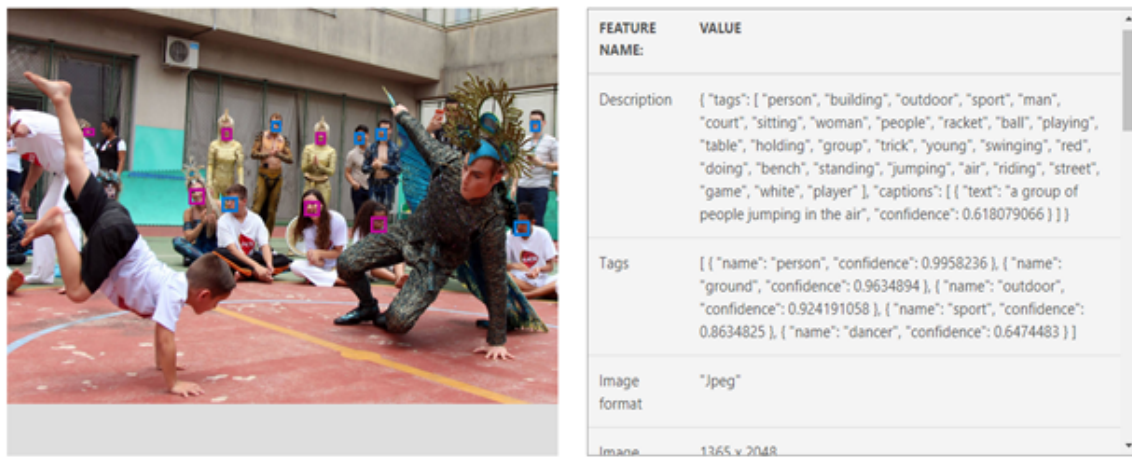 FEATURE NAME:
VALUE
Description
{ "tags": [ "person", "building", "outdoor", "sport", "man",
"court", "sitting", "woman", "people", "racket", "ball", "playing",
"table", "holding", "group", "trick", "young", "swinging", "red",
"doing", "bench", "standing", "jumping", "air", "riding", "street",
"game", "white", "player" ], "captions": [ { "text": "a group of
people jumping in the air", "confidence": 0.618079066 } ] }
Tags
[ { "name": "person", "confidence": 0.9958236 }, { "name":
"ground", "confidence": 0.9634894 }, { "name": "outdoor",
"confidence": 0.924191058 }, { "name": "sport", "confidence":
0.8634825 }, { "name": "dancer", "confidence": 0.6474483 } ]
Image
format
"Jpeg"
Image
1365 x 2048